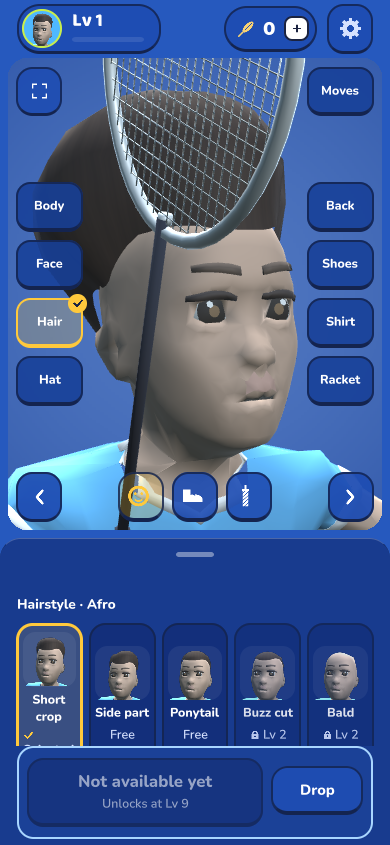 Lv 1
0
+
Moves
Body
Back
Face
Shoes
Hair
Shirt
Hat
Racket
Hairstyle · Afro
Short crop
Side part
Ponytail
Buzz cut
Bald
Free
Free
Lv 2
Lv 2
Not available yet
Unlocks at Lv 9
Drop